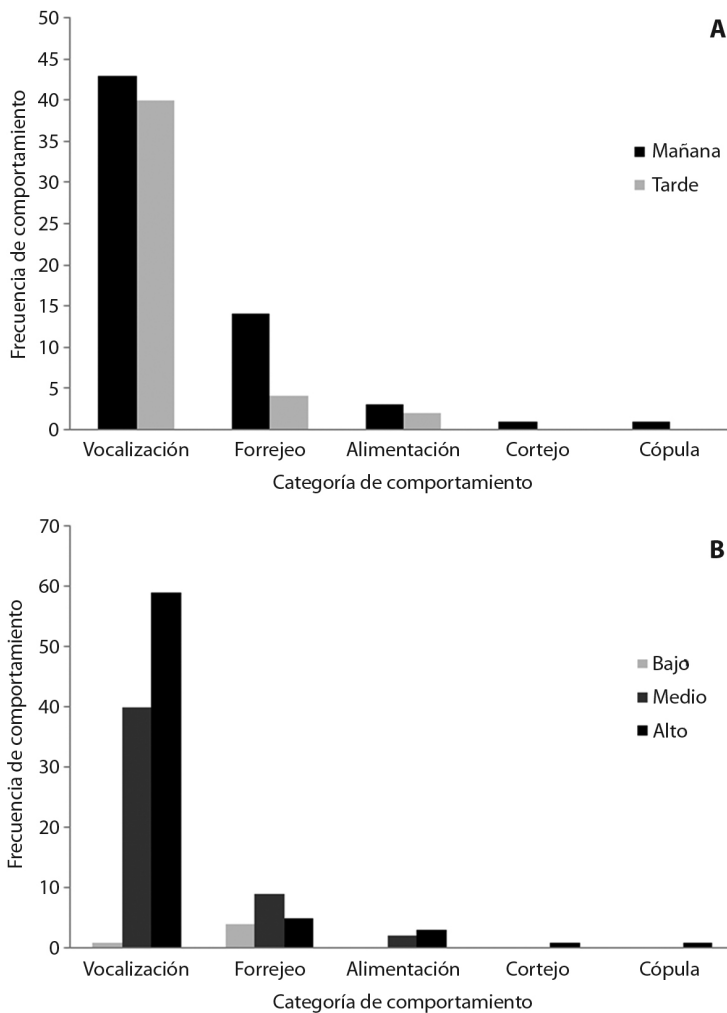 A
50
45
40
35
30
25
20
15
10
5
0
Frecuencia de comportamiento
Mañana
Tarde
Vocalización Forrejeo Alimentación Cortejo Cópula
Categoría de comportamiento
B
70
60
50
40
30
20
10
0
Frecuencia de comportamiento
Bajo
Medio
Alto
Vocalización Forrejeo Alimentación Cortejo Cópula
Categoría de comportamiento